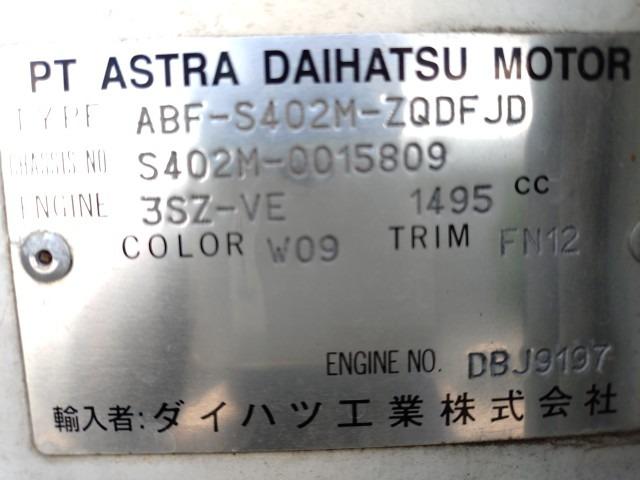 PT ASTRA DAIHATSU MOTOR
TYPE ABF-S402M-ZQDFJD
CHASSIS NO S402M-0015809
ENGINE 3SZ-VE 1495 CC
COLOR W09 TRIM FN12
ENGINE NO. DBJ9197
輸入者: ダイハツ工業株式会社